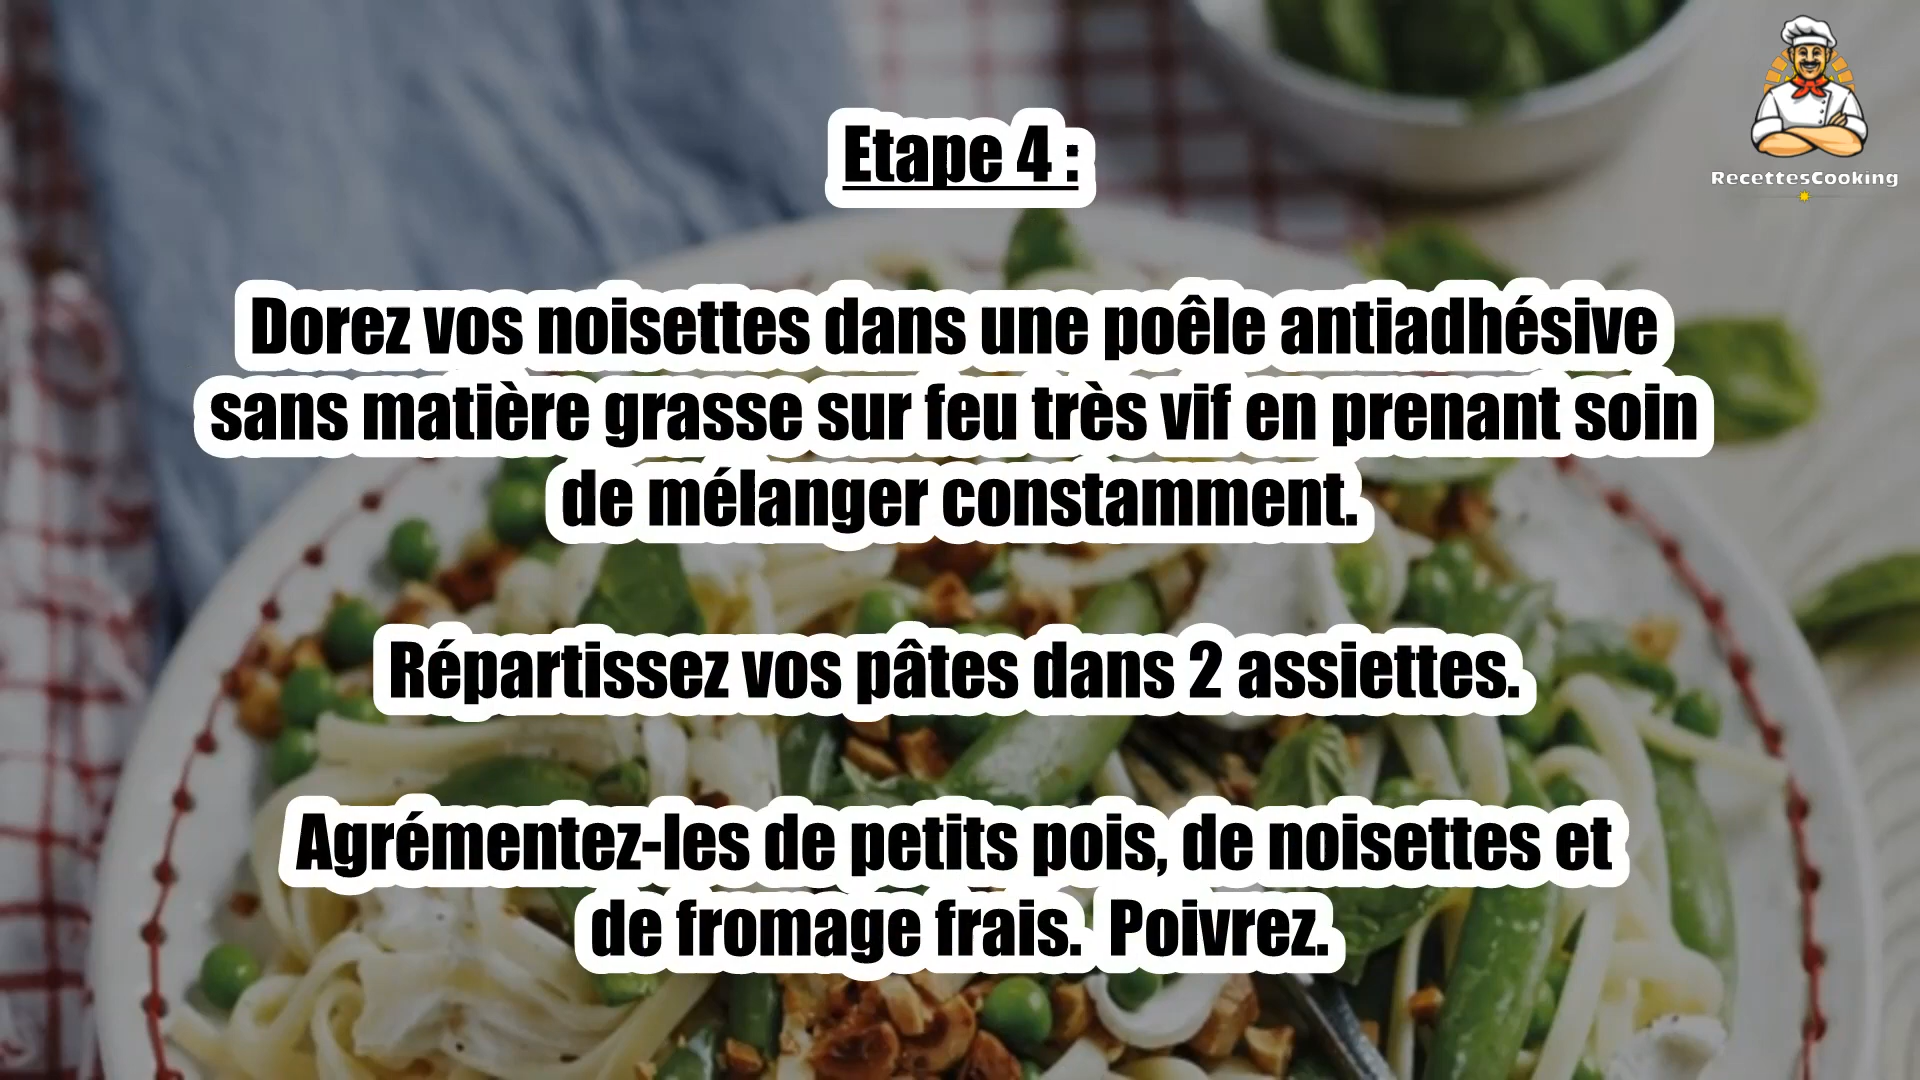 RecettesCooking
Etape 4 :
Dorez vos noisettes dans une poêle antiadhésive
sans matière grasse sur feu très vif en prenant soin
de mélanger constamment.
Répartissez vos pâtes dans 2 assiettes.
Agrémentez-les de petits pois, de noisettes et
de fromage frais.  Poivrez.